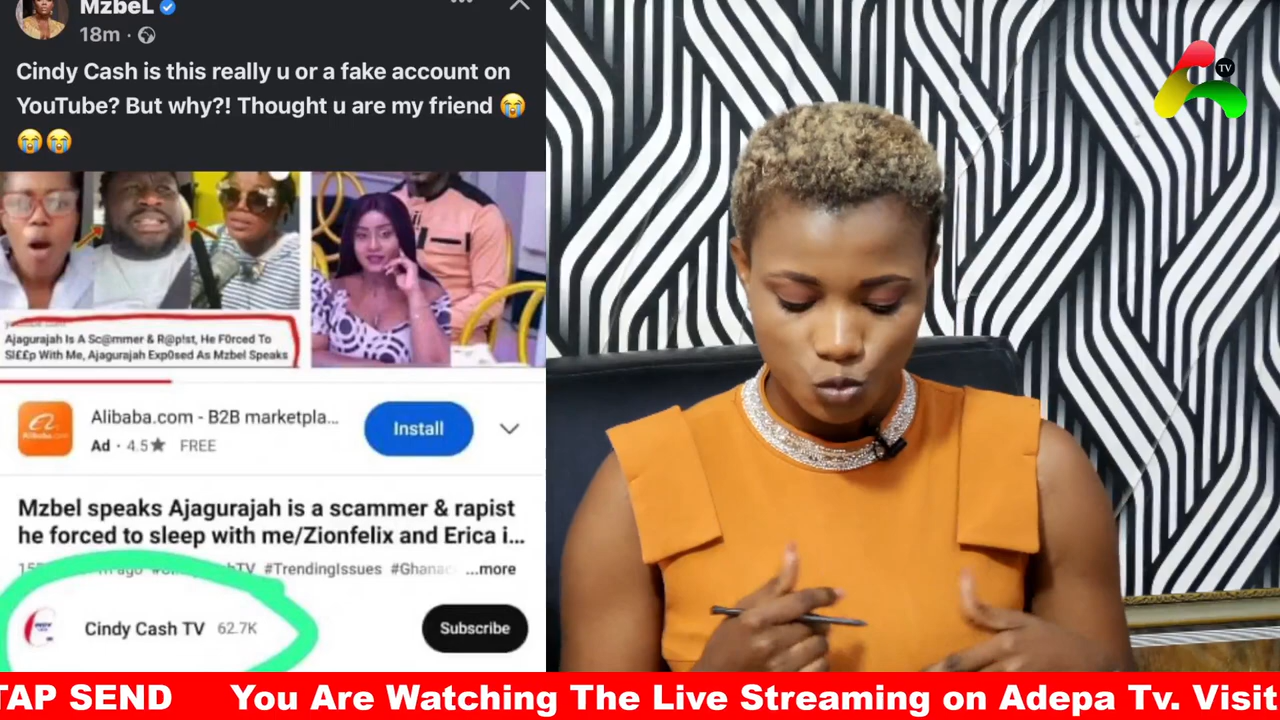 MzbeL
18m
Cindy Cash is this really u or a fake account on
YouTube? But why?! Thought u are my friend 😭
😭😭
Ajagurajah Is A Sc@mmer & R@p!st, He F0rced To
Sl££p With Me, Ajagurajah Exp0sed As Mzbel Speaks
Alibaba.com - B2B marketpla...
Install
Ad · 4.5★ FREE
Mzbel speaks Ajagurajah is a scammer & rapist
he forced to sleep with me/Zionfelix and Erica i...
ago
#TrendingIssues
...more
Cindy Cash TV 62.7K
Subscribe
TV
TAP SEND You Are Watching The Live Streaming on Adepa Tv. Visit